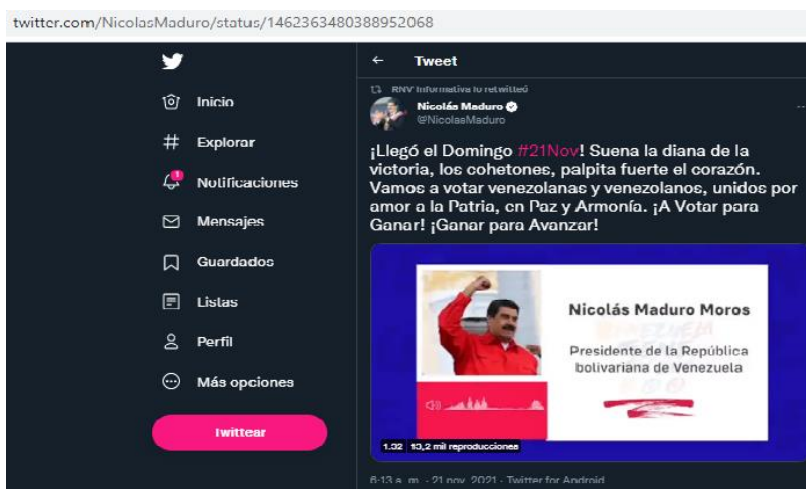 twitter.com/NicolasMaduro/status/1462363480388952068
Inicio
Explorar
1
Notificaciones
Mensajes
Guardados
Listas
Perfil
Más opciones
Twittear
Tweet
RNV Informativa lo retwitteó
Nicolás Maduro
@NicolasMaduro
¡Llegó el Domingo #21Nov! Suena la diana de la
victoria, los cohetones, palpita fuerte el corazón.
Vamos a votar venezolanas y venezolanos, unidos por
amor a la Patria, en Paz y Armonía. ¡A Votar para
Ganar! ¡Ganar para Avanzar!
Nicolás Maduro Moros
Presidente de la República
bolivariana de Venezuela
1:32 13,2 mil reproducciones
6:13 a. m. · 21 nov. 2021 · Twitter for Android